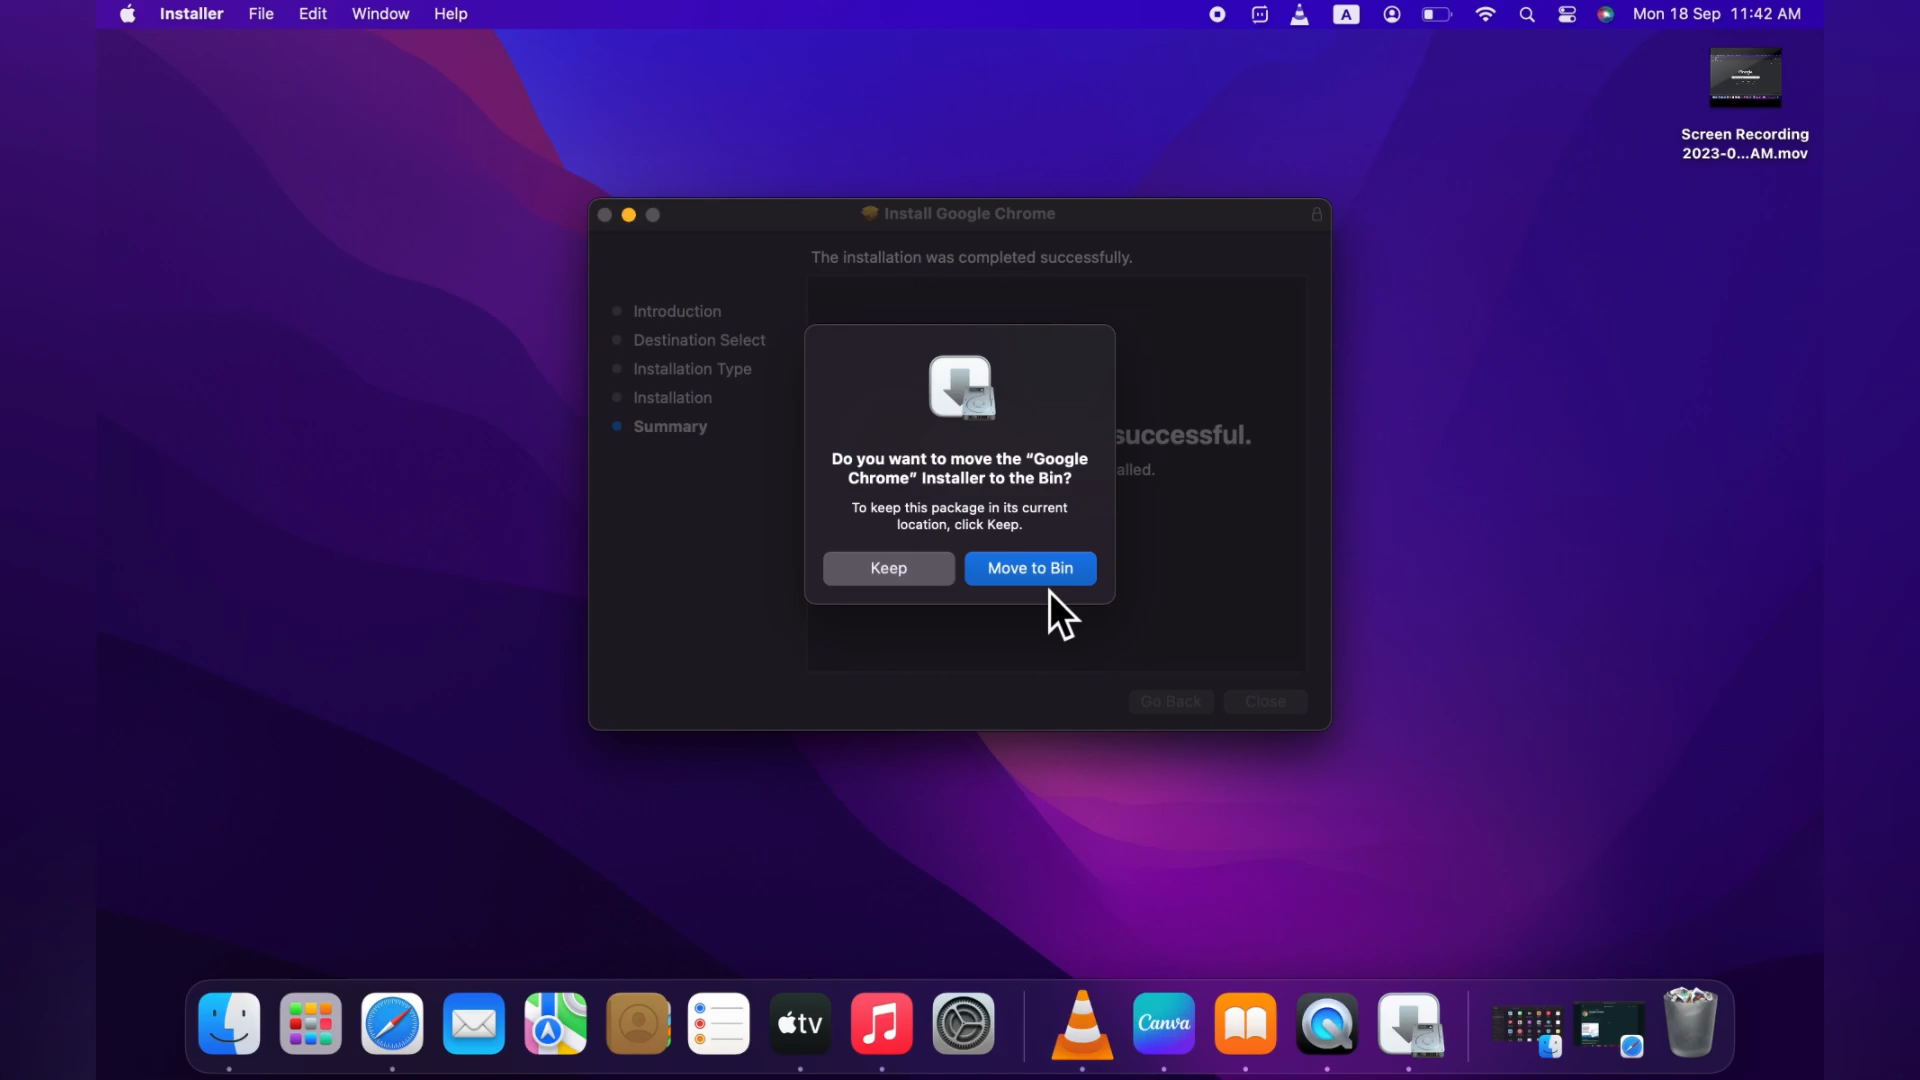 Installer File Edit Window Help
A Mon 18 Sep 11:42 AM
Screen Recording
2023-0...AM.mov
Install Google Chrome
The installation was completed successfully.
Introduction
Destination Select
Installation Type
Installation
Summary
successful.
alled.
Do you want to move the “Google
Chrome” Installer to the Bin?
To keep this package in its current
location, click Keep.
Keep Move to Bin
Go Back Close
tv
Canva